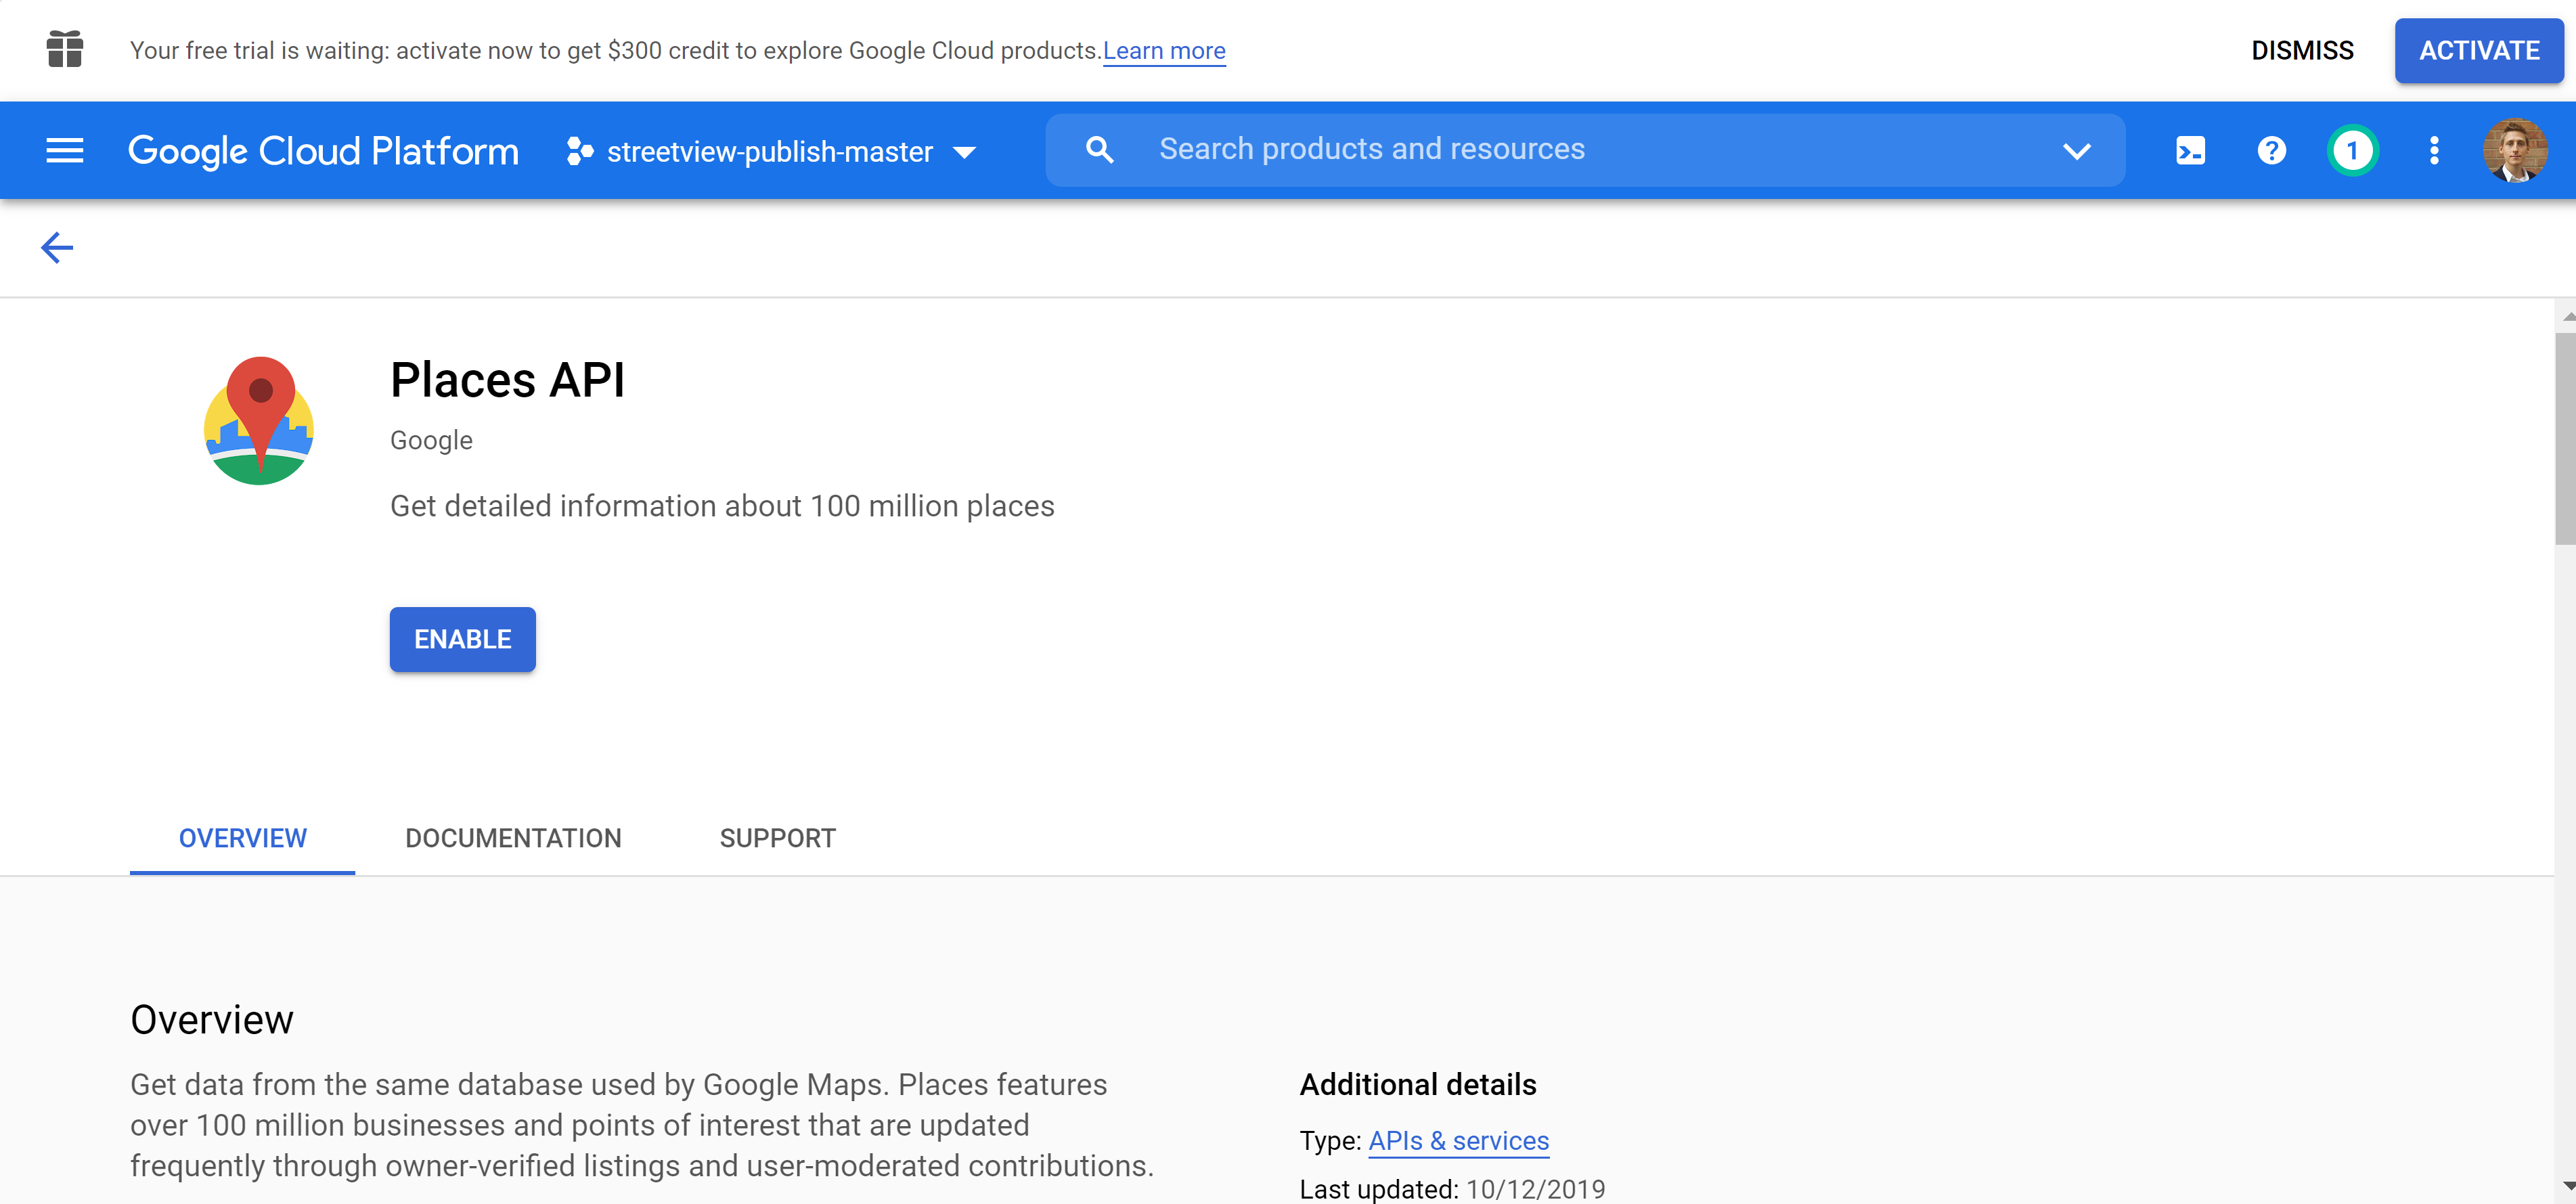 Your free trial is waiting: activate now to get $300 credit to explore Google Cloud products.Learn more
DISMISS
ACTIVATE
Google Cloud Platform
streetview-publish-master
Search products and resources
1
Places API
Google
Get detailed information about 100 million places
ENABLE
OVERVIEW
DOCUMENTATION
SUPPORT
Overview
Get data from the same database used by Google Maps. Places features
over 100 million businesses and points of interest that are updated
frequently through owner-verified listings and user-moderated contributions.
Additional details
Type: APIs & services
Last updated: 10/12/2019